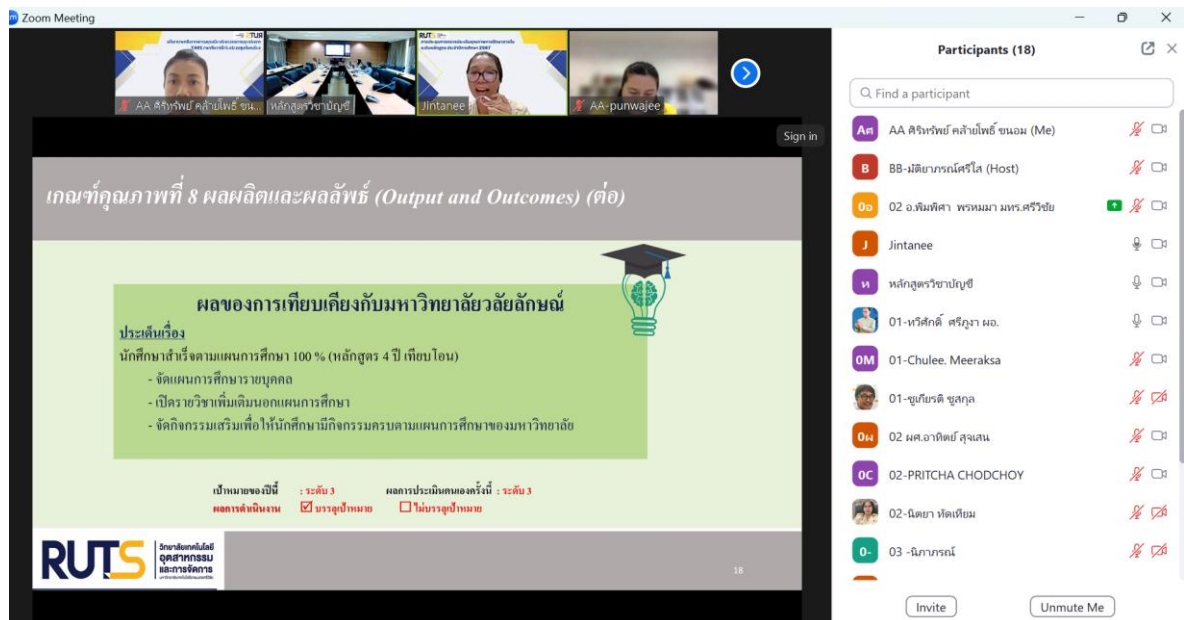 Zoom Meeting
AA ศิริทรัพย์ คล้ายโพธิ์ ขน...
หลักสูตรวิชาบัญชี
Jintanee
AA-punwajee
Sign in
เกณฑ์คุณภาพที่ 8 ผลผลิตและผลลัพธ์ (Output and Outcomes) (ต่อ)
ผลของการเทียบเคียงกับมหาวิทยาลัยวลัยลักษณ์
ประเด็นเรื่อง
นักศึกษาสำเร็จตามแผนการศึกษา 100 % (หลักสูตร 4 ปี เทียบโอน)
- จัดแผนการศึกษารายบุคคล
- เปิดรายวิชาเพิ่มเติมนอกแผนการศึกษา
- จัดกิจกรรมเสริมเพื่อให้นักศึกษามีกิจกรรมครบตามแผนการศึกษาของมหาวิทยาลัย
เป้าหมายของปีนี้ : ระดับ 3 ผลการประเมินตนเองครั้งนี้ : ระดับ 3
ผลการดำเนินงาน ☑ บรรลุเป้าหมาย ☐ ไม่บรรลุเป้าหมาย
RUTS
วิทยาลัยเทคโนโลยี
อุตสาหกรรม
และการจัดการ
18
Participants (18)
Find a participant
Aศ AA ศิริทรัพย์ คล้ายโพธิ์ ขนอม (Me)
B BB-มัติยาภรณ์ศรีใส (Host)
0อ 02 อ.พิมพิศา พรหมมา มทร.ศรีวิชัย
J Jintanee
ห หลักสูตรวิชาบัญชี
01-ทวีศักดิ์ ศรีภูงา ผอ.
0M 01-Chulee. Meeraksa
01-ชูเกียรติ ชูสกุล
0ผ 02 ผศ.อาทิตย์ สุจเสน
0C 02-PRITCHA CHODCHOY
02-นิตยา ทัดเทียม
0- 03 -นิภาภรณ์
Invite
Unmute Me